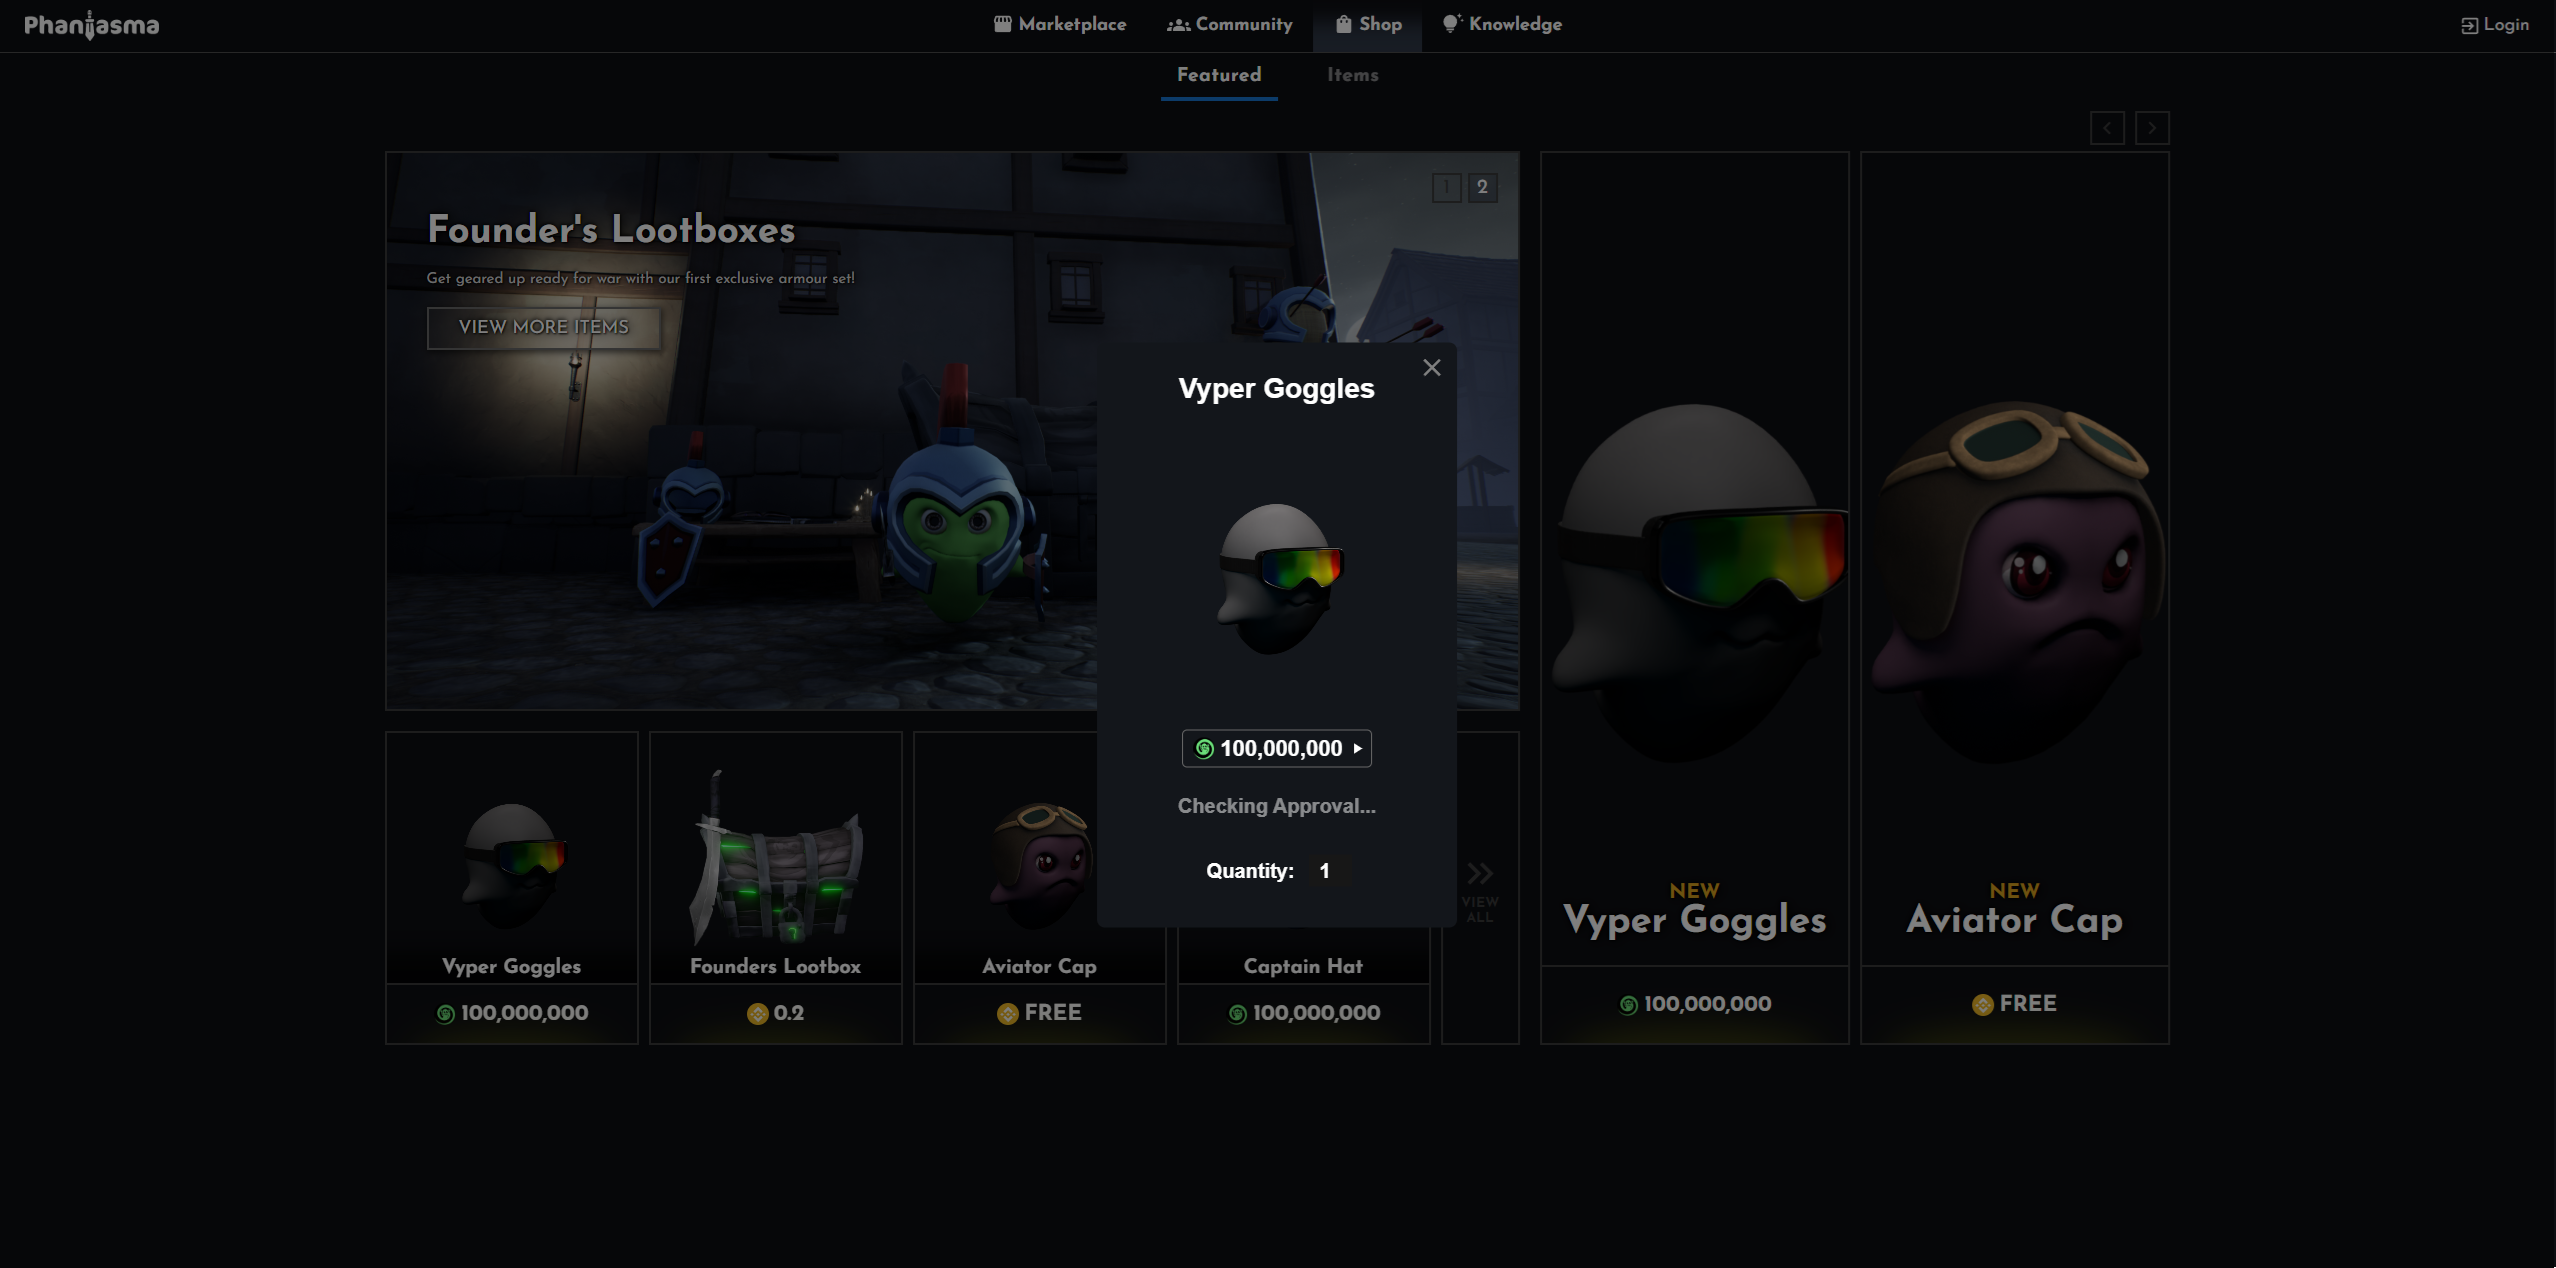 Phantasma
Marketplace
Community
Shop
Knowledge
Login
Featured
Items
1
2
Founder's Lootboxes
Get geared up ready for war with our first exclusive armour set!
VIEW MORE ITEMS
Vyper Goggles
100,000,000
Checking Approval...
Quantity: 1
Vyper Goggles
100,000,000
Founders Lootbox
0.2
Aviator Cap
FREE
Captain Hat
100,000,000
VIEW
ALL
NEW
Vyper Goggles
100,000,000
NEW
Aviator Cap
FREE